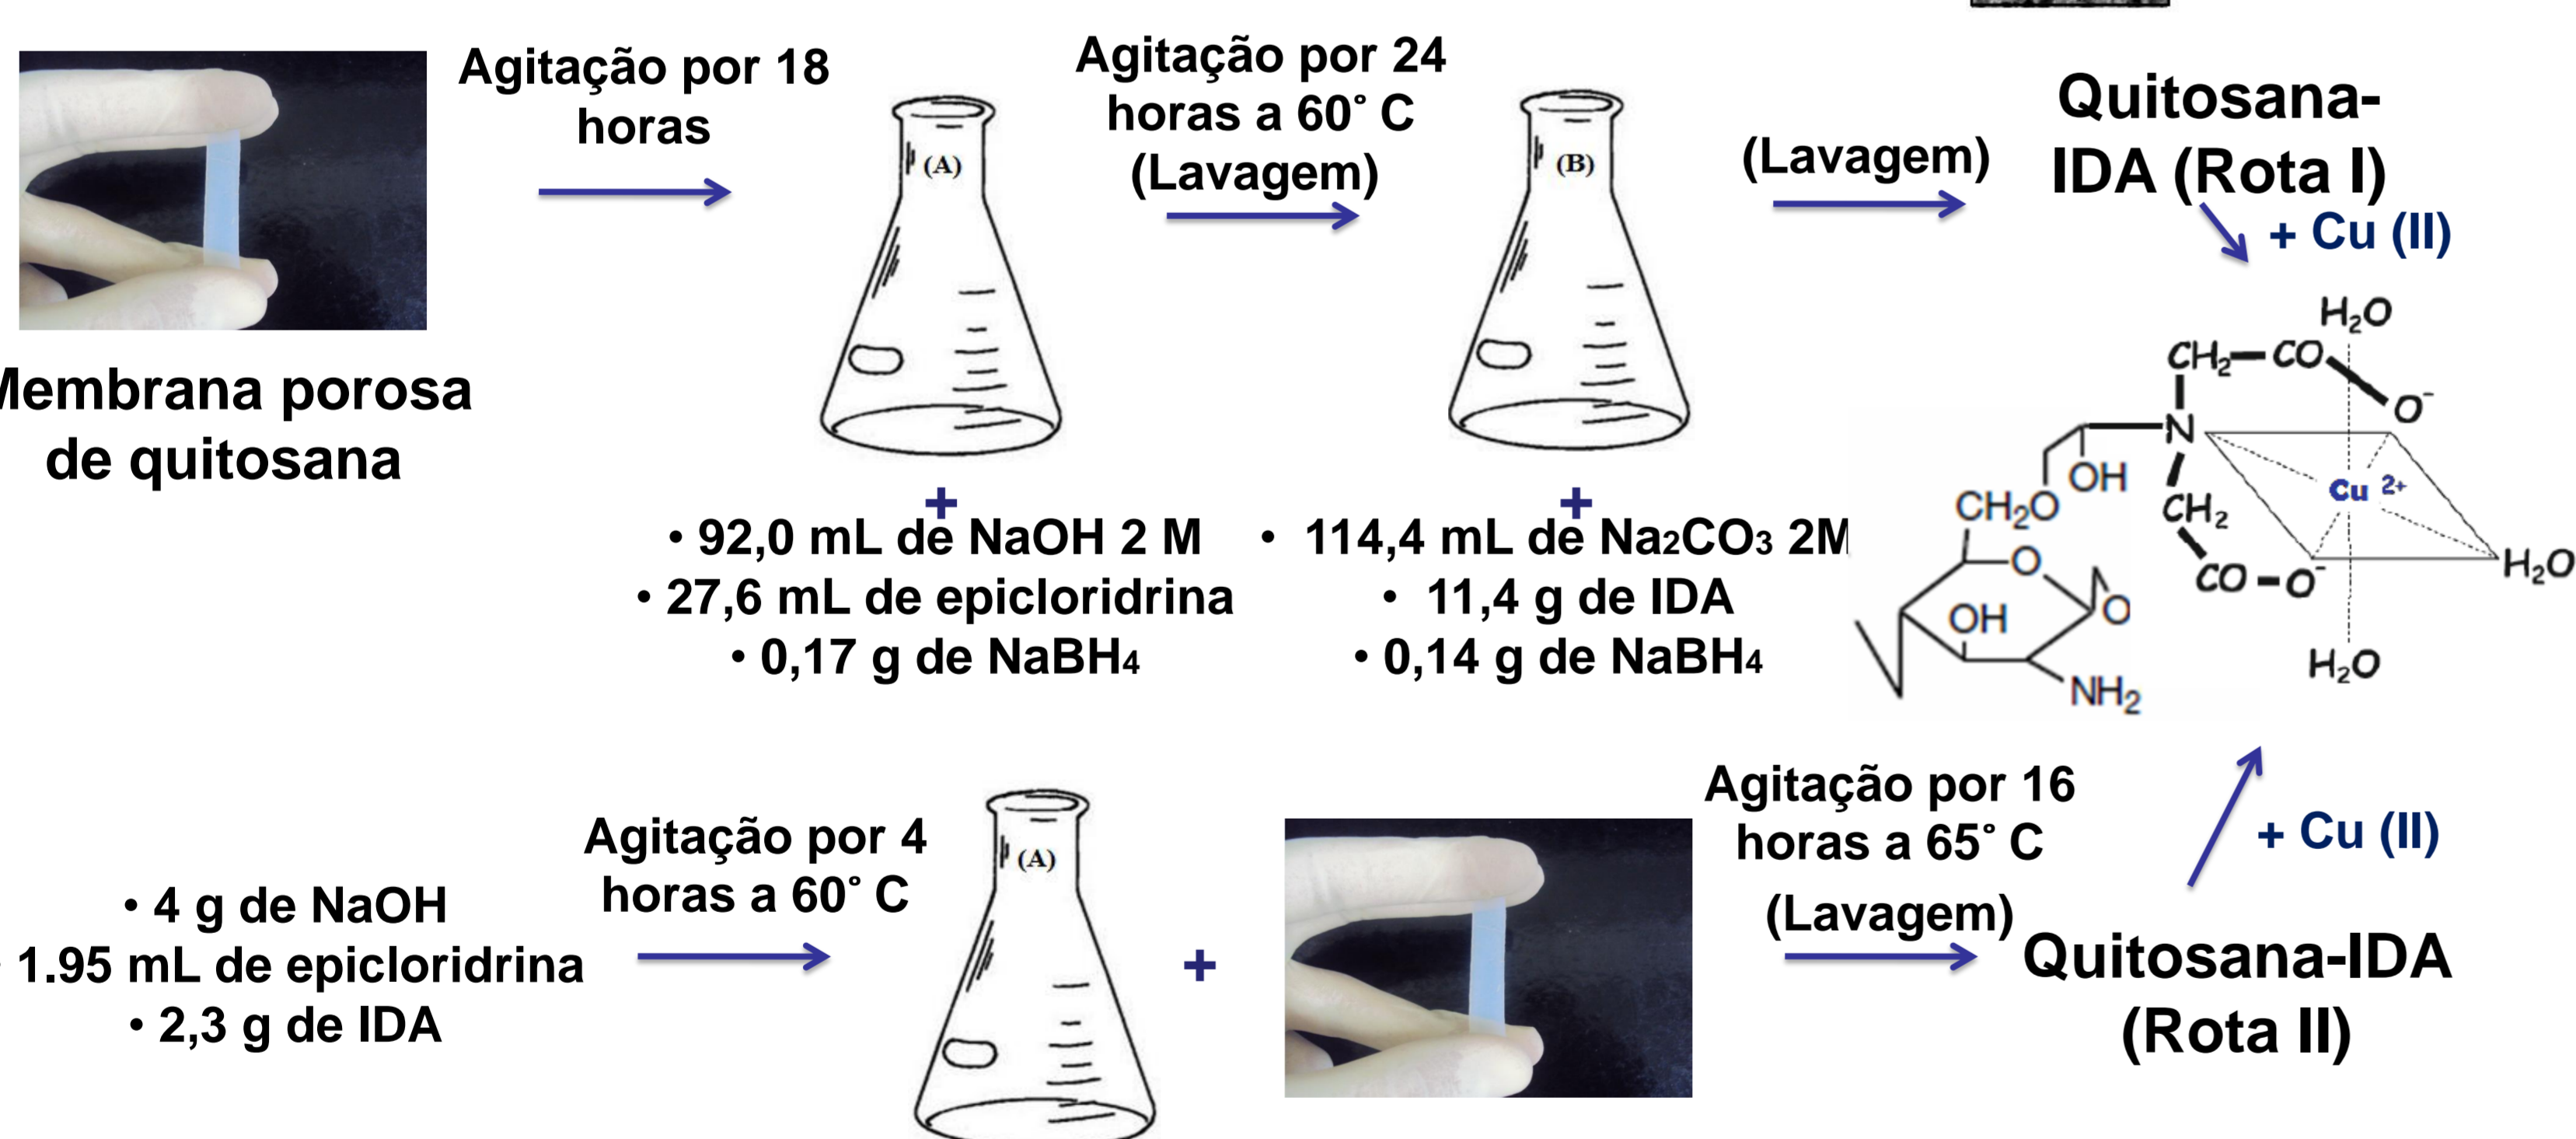 Agitação por 18
horas
(A)
Agitação por 24
horas a 60° C
(Lavagem)
(B)
(Lavagem)
Quitosana-
IDA (Rota I)
+ Cu (II)
Membrana porosa
de quitosana
+
• 92,0 mL de NaOH 2 M
• 27,6 mL de epicloridrina
• 0,17 g de NaBH₄
+
• 114,4 mL de Na₂CO₃ 2M
• 11,4 g de IDA
• 0,14 g de NaBH₄
H₂O
CH₂ CO
O⁻
N
OH
Cu 2+
CH₂O
CH₂
O
CO O⁻
H₂O
OH
O
H₂O
NH₂
• 4 g de NaOH
1.95 mL de epicloridrina
• 2,3 g de IDA
Agitação por 4
horas a 60° C
(A)
+
Agitação por 16
horas a 65° C
(Lavagem)
+ Cu (II)
Quitosana-IDA
(Rota II)